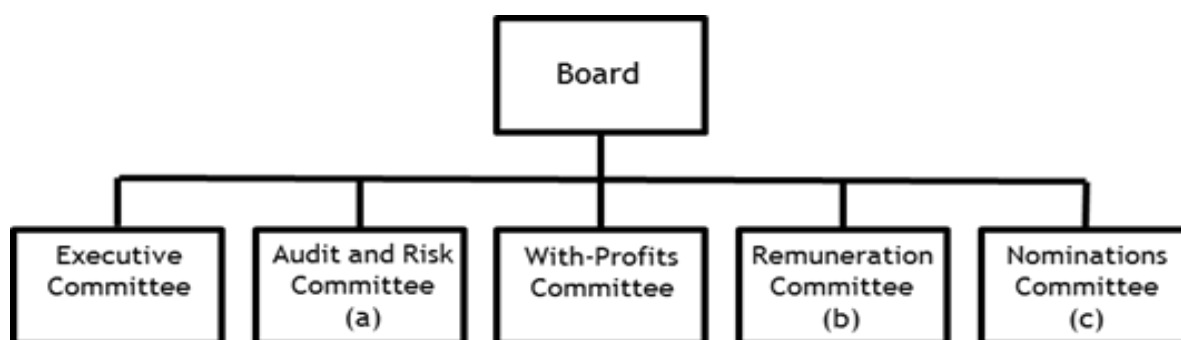 Board
Executive
Committee
Audit and Risk
Committee
(a)
With-Profits
Committee
Remuneration
Committee
(b)
Nominations
Committee
(c)